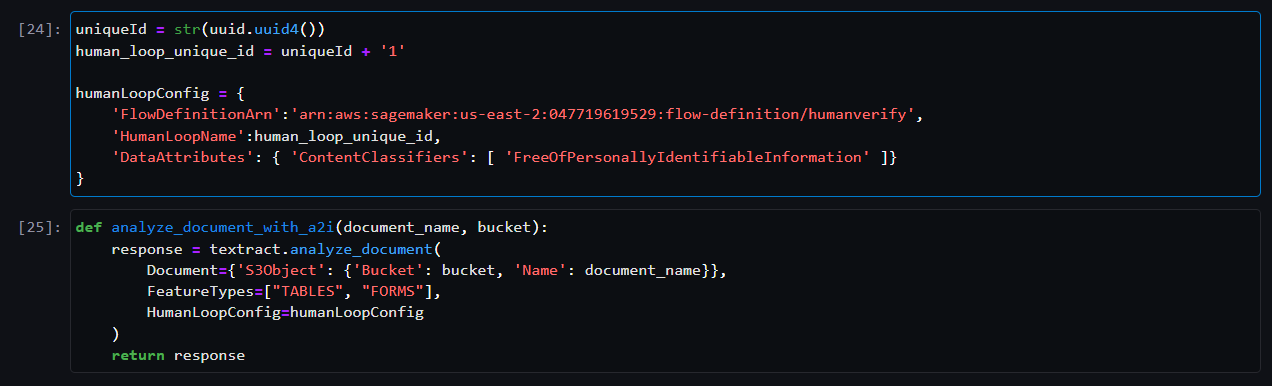 [24]: uniqueId = str(uuid.uuid4())
human_loop_unique_id = uniqueId + '1'
humanLoopConfig = {
'FlowDefinitionArn':'arn:aws:sagemaker:us-east-2:047719619529:flow-definition/humanverify',
'HumanLoopName':human_loop_unique_id,
'DataAttributes': { 'ContentClassifiers': [ 'FreeOfPersonallyIdentifiableInformation' ]}
}
[25]: def analyze_document_with_a2i(document_name, bucket):
response = textract.analyze_document(
Document={'S3Object': {'Bucket': bucket, 'Name': document_name}},
FeatureTypes=["TABLES", "FORMS"],
HumanLoopConfig=humanLoopConfig
)
return response